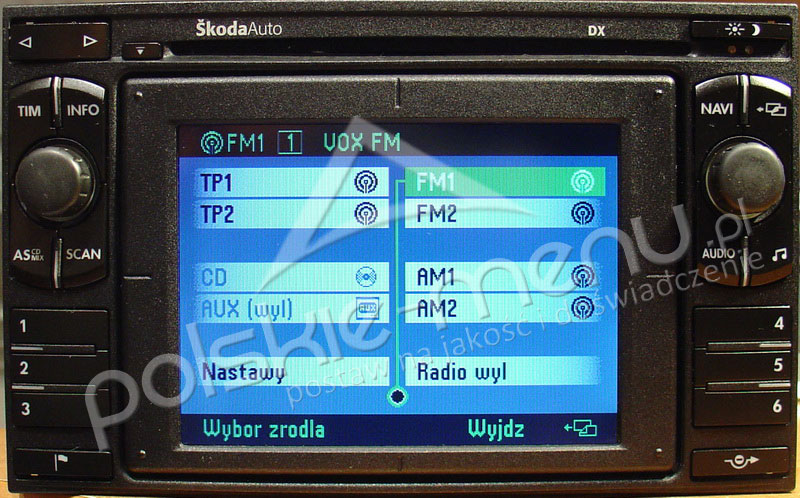 ŠkodaAuto DX
TIM INFO
NAVI
FM1 1 VOX FM
TP1 FM1
TP2 FM2
CD AM1
AUX (wyl) AUX AM2
Nastawy Radio wyl
Wybor zrodla Wyjdz
AS CD MIX SCAN
AUDIO
1
2
3
4
5
6
polskie-menu.pl
postaw na jakość i doświadczenie